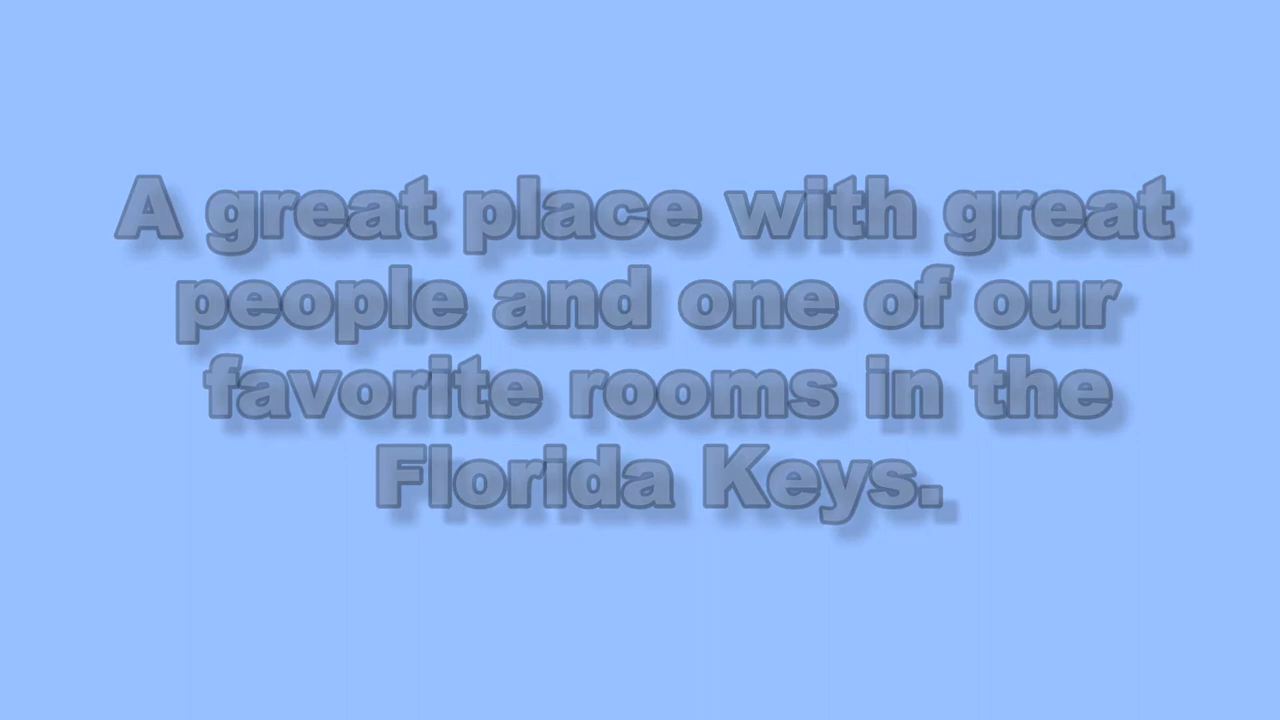 A great place with great
people and one of our
favorite rooms in the
Florida Keys.